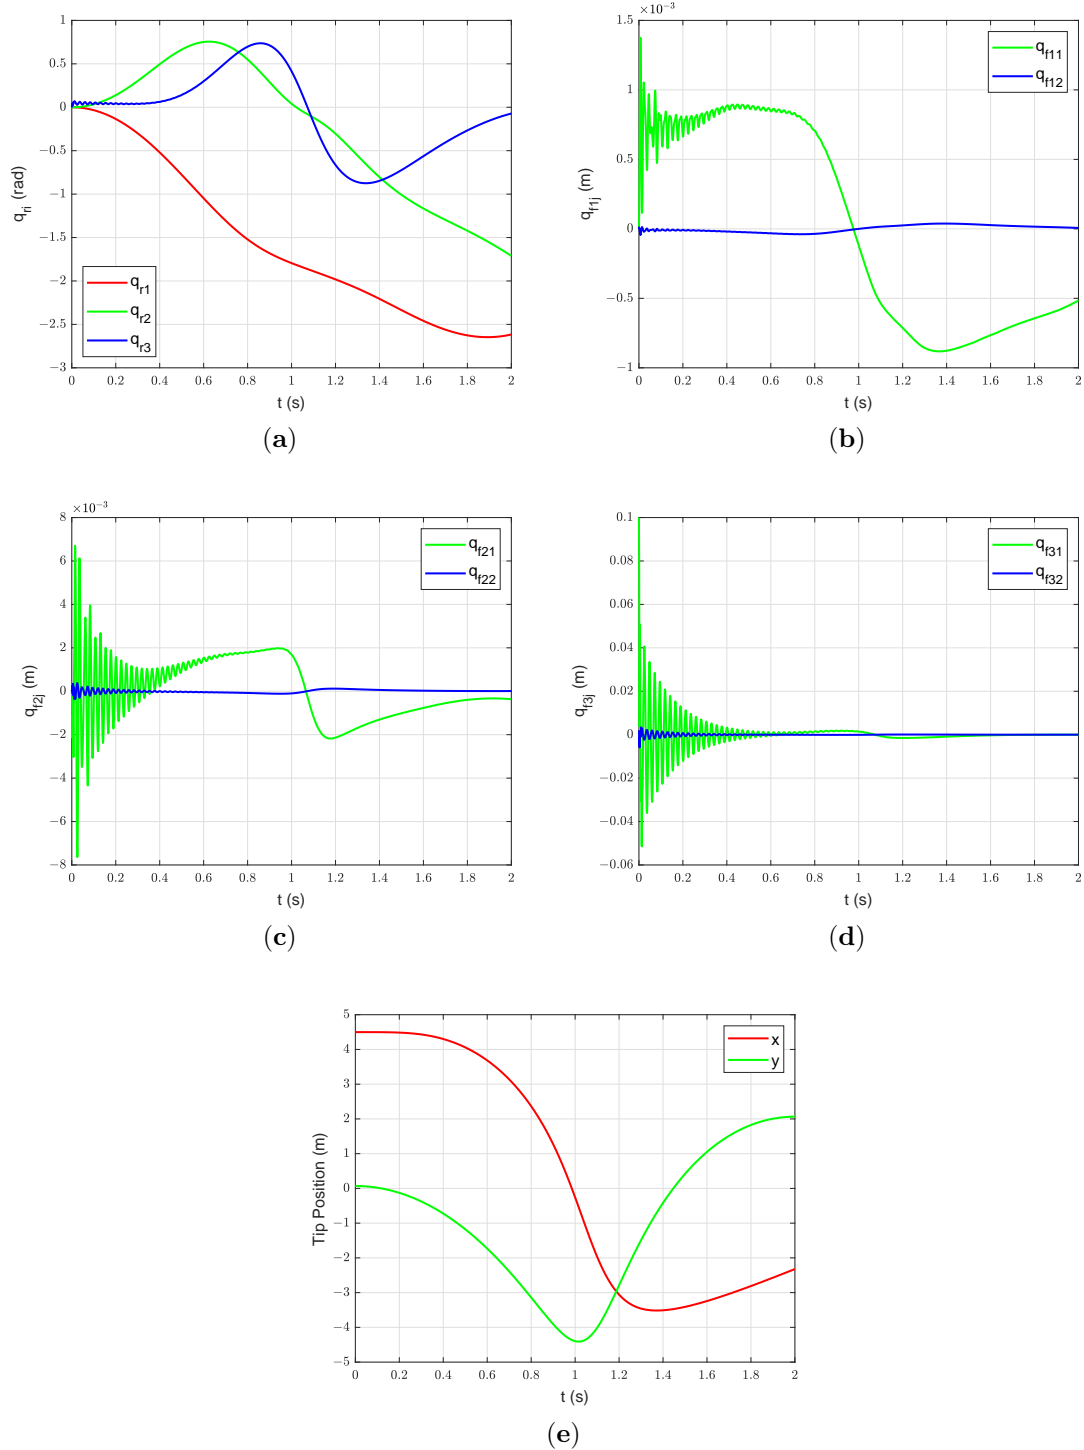 1
0.5
0
−0.5
−1
−1.5
−2
−2.5
−3
q_ri (rad)
q_r1
q_r2
q_r3
0 0.2 0.4 0.6 0.8 1 1.2 1.4 1.6 1.8 2
t (s)
(a)
×10⁻³
1.5
1
0.5
0
−0.5
−1
q_f1j (m)
q_f11
q_f12
0 0.2 0.4 0.6 0.8 1 1.2 1.4 1.6 1.8 2
t (s)
(b)
×10⁻³
8
6
4
2
0
−2
−4
−6
−8
q_f2j (m)
q_f21
q_f22
0 0.2 0.4 0.6 0.8 1 1.2 1.4 1.6 1.8 2
t (s)
(c)
0.1
0.08
0.06
0.04
0.02
0
−0.02
−0.04
−0.06
q_f3j (m)
q_f31
q_f32
0 0.2 0.4 0.6 0.8 1 1.2 1.4 1.6 1.8 2
t (s)
(d)
5
4
3
2
1
0
−1
−2
−3
−4
−5
Tip Position (m)
x
y
0 0.2 0.4 0.6 0.8 1 1.2 1.4 1.6 1.8 2
t (s)
(e)